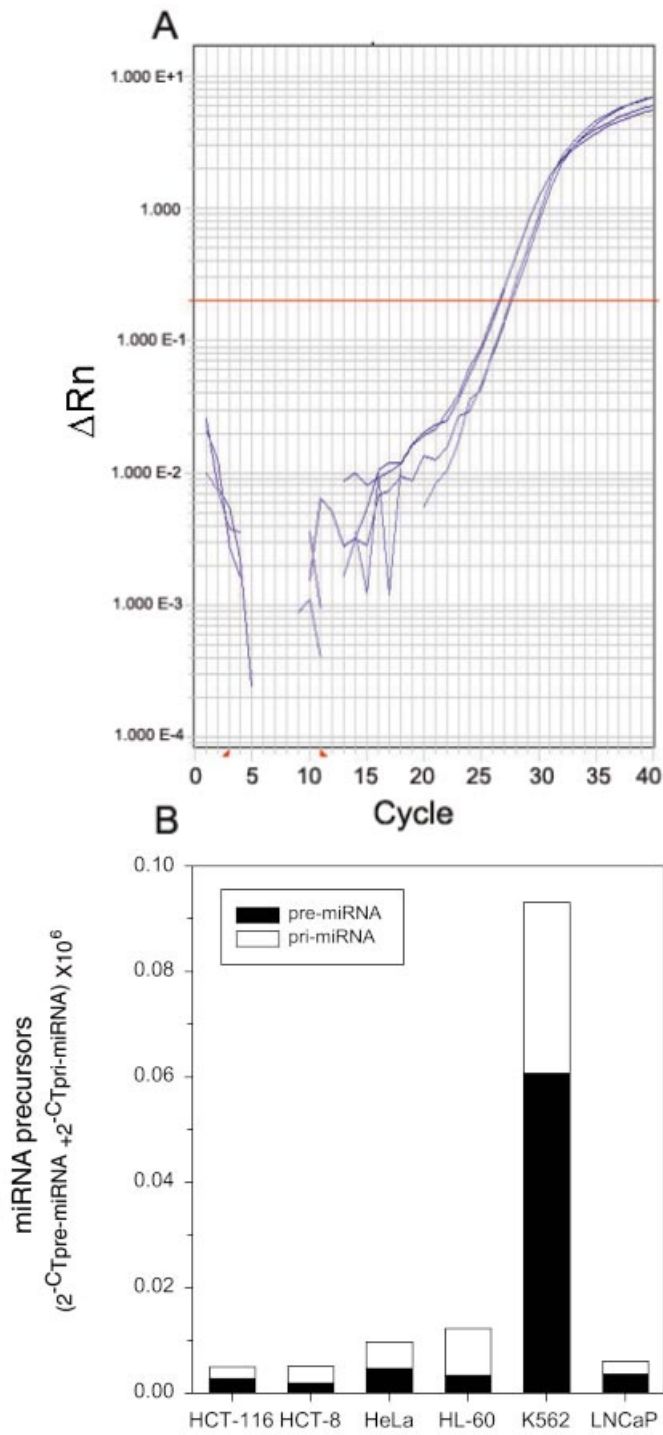 A
1.000 E+1
1.000
1.000 E-1
1.000 E-2
1.000 E-3
1.000 E-4
ΔRn
0 5 10 15 20 25 30 35 40
Cycle
B
0.10
0.08
0.06
0.04
0.02
0.00
miRNA precursors
(2-CTpre-miRNA +2-CTpri-miRNA) X10⁶
pre-miRNA
pri-miRNA
HCT-116 HCT-8 HeLa HL-60 K562 LNCaP